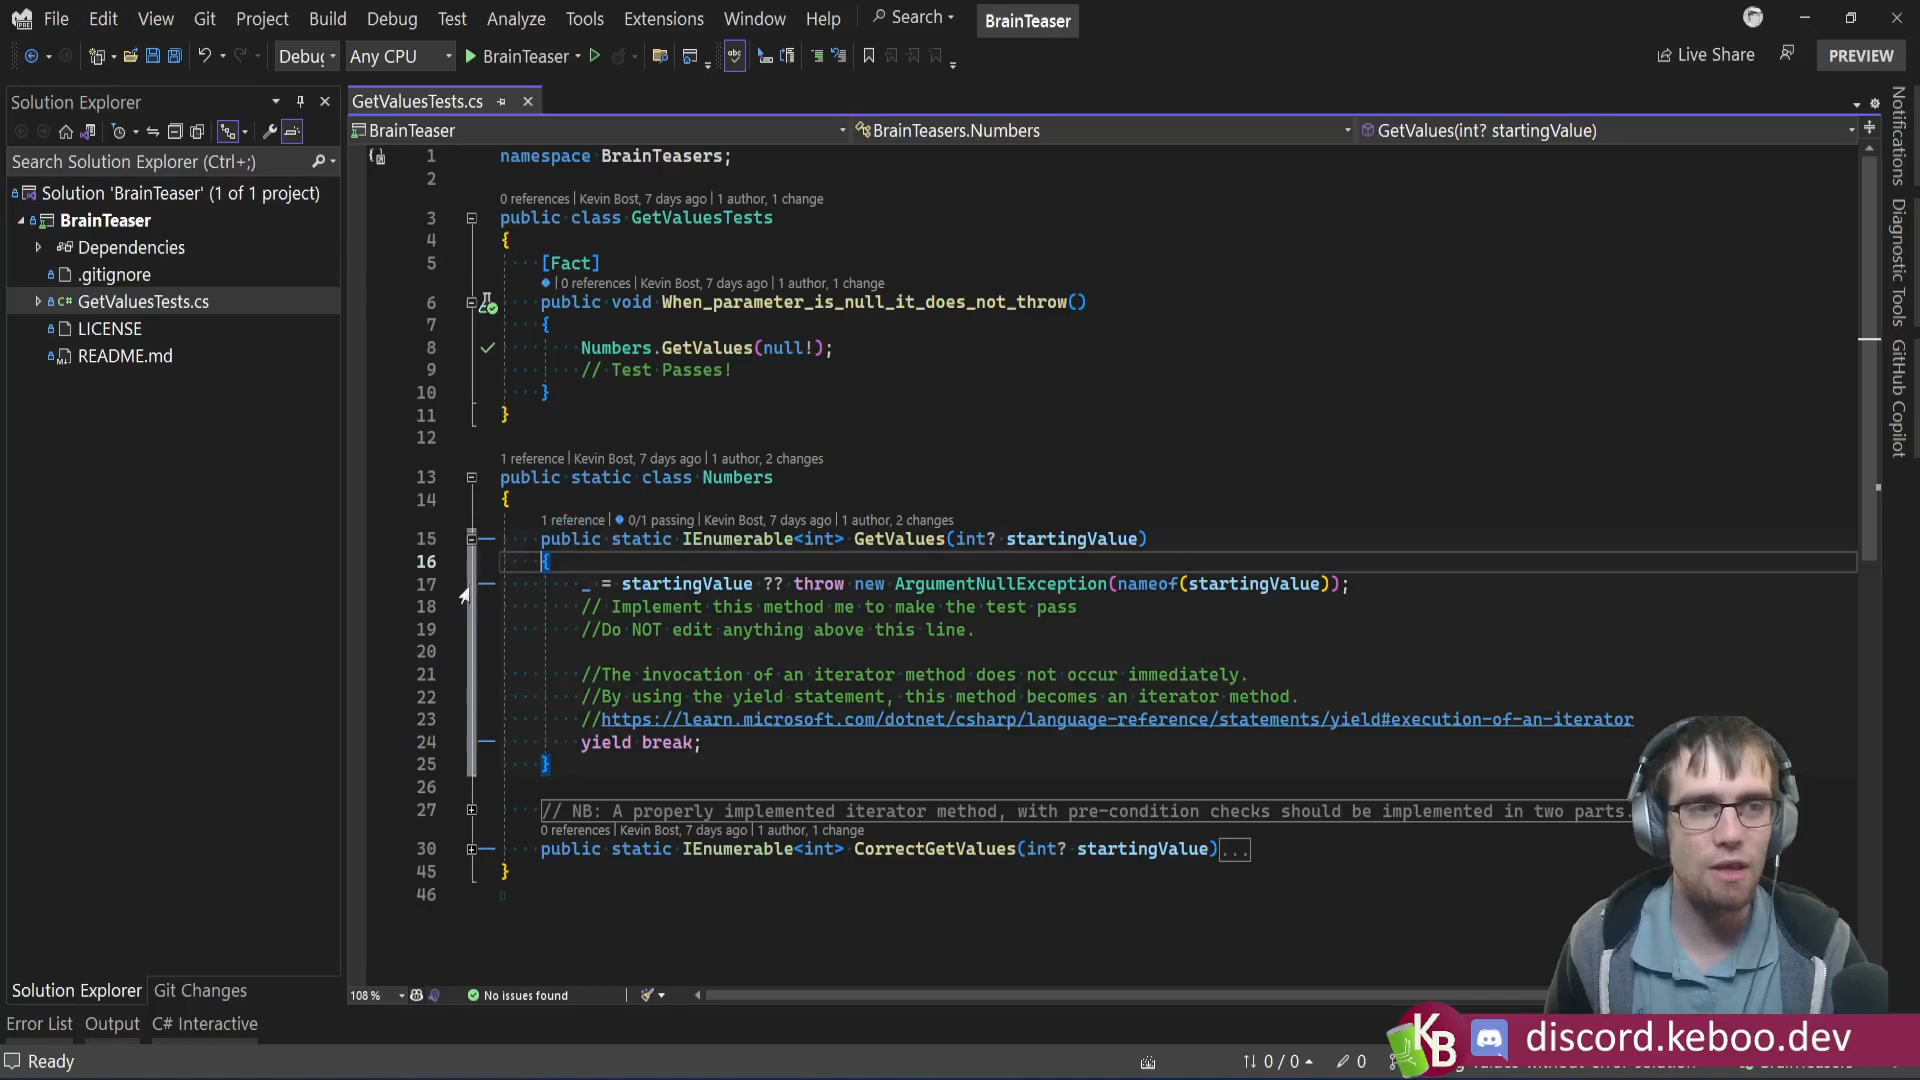 File Edit View Git Project Build Debug Test Analyze Tools Extensions Window Help Search BrainTeaser
Debug Any CPU BrainTeaser Live Share PREVIEW
Solution Explorer
Search Solution Explorer (Ctrl+;)
Solution 'BrainTeaser' (1 of 1 project)
BrainTeaser
Dependencies
.gitignore
GetValuesTests.cs
LICENSE
README.md
GetValuesTests.cs
BrainTeaser BrainTeasers.Numbers GetValues(int? startingValue)
1 namespace BrainTeasers;
2
0 references | Kevin Bost, 7 days ago | 1 author, 1 change
3 public class GetValuesTests
4 {
5 [Fact]
0 references | Kevin Bost, 7 days ago | 1 author, 1 change
6 public void When_parameter_is_null_it_does_not_throw()
7 {
8 Numbers.GetValues(null!);
9 // Test Passes!
10 }
11 }
12
1 reference | Kevin Bost, 7 days ago | 1 author, 2 changes
13 public static class Numbers
14 {
1 reference | 0/1 passing | Kevin Bost, 7 days ago | 1 author, 2 changes
15 public static IEnumerable<int> GetValues(int? startingValue)
16 {
17 _ = startingValue ?? throw new ArgumentNullException(nameof(startingValue));
18 // Implement this method me to make the test pass
19 //Do NOT edit anything above this line.
20
21 //The invocation of an iterator method does not occur immediately.
22 //By using the yield statement, this method becomes an iterator method.
23 //https://learn.microsoft.com/dotnet/csharp/language-reference/statements/yield#execution-of-an-iterator
24 yield break;
25 }
26
27 // NB: A properly implemented iterator method, with pre-condition checks should be implemented in two parts.
0 references | Kevin Bost, 7 days ago | 1 author, 1 change
30 public static IEnumerable<int> CorrectGetValues(int? startingValue)...
45 }
46
Notifications
Diagnostic Tools
GitHub Copilot
108 % No issues found
Solution Explorer Git Changes
Error List Output C# Interactive
Ready 0 / 0 0
KB discord.keboo.dev